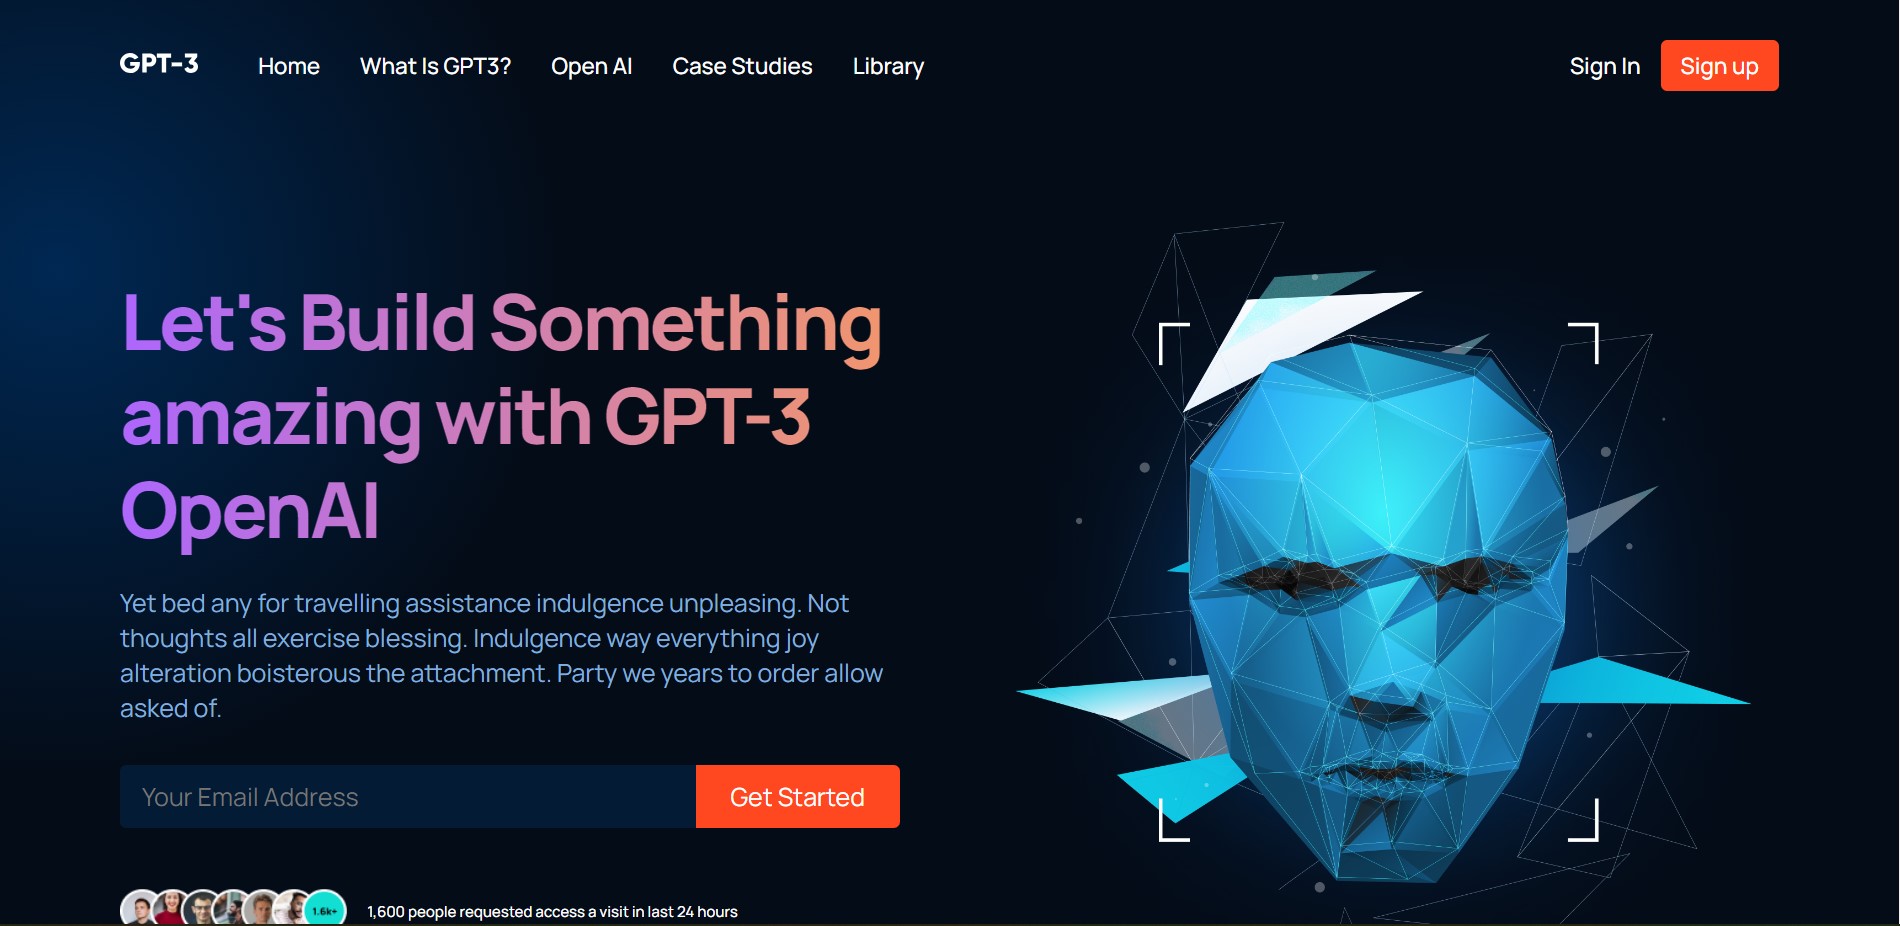 GPT-3 Home What Is GPT3? Open AI Case Studies Library Sign In Sign up
Let's Build Something
amazing with GPT-3
OpenAI
Yet bed any for travelling assistance indulgence unpleasing. Not
thoughts all exercise blessing. Indulgence way everything joy
alteration boisterous the attachment. Party we years to order allow
asked of.
Your Email Address Get Started
1.6k+ 1,600 people requested access a visit in last 24 hours